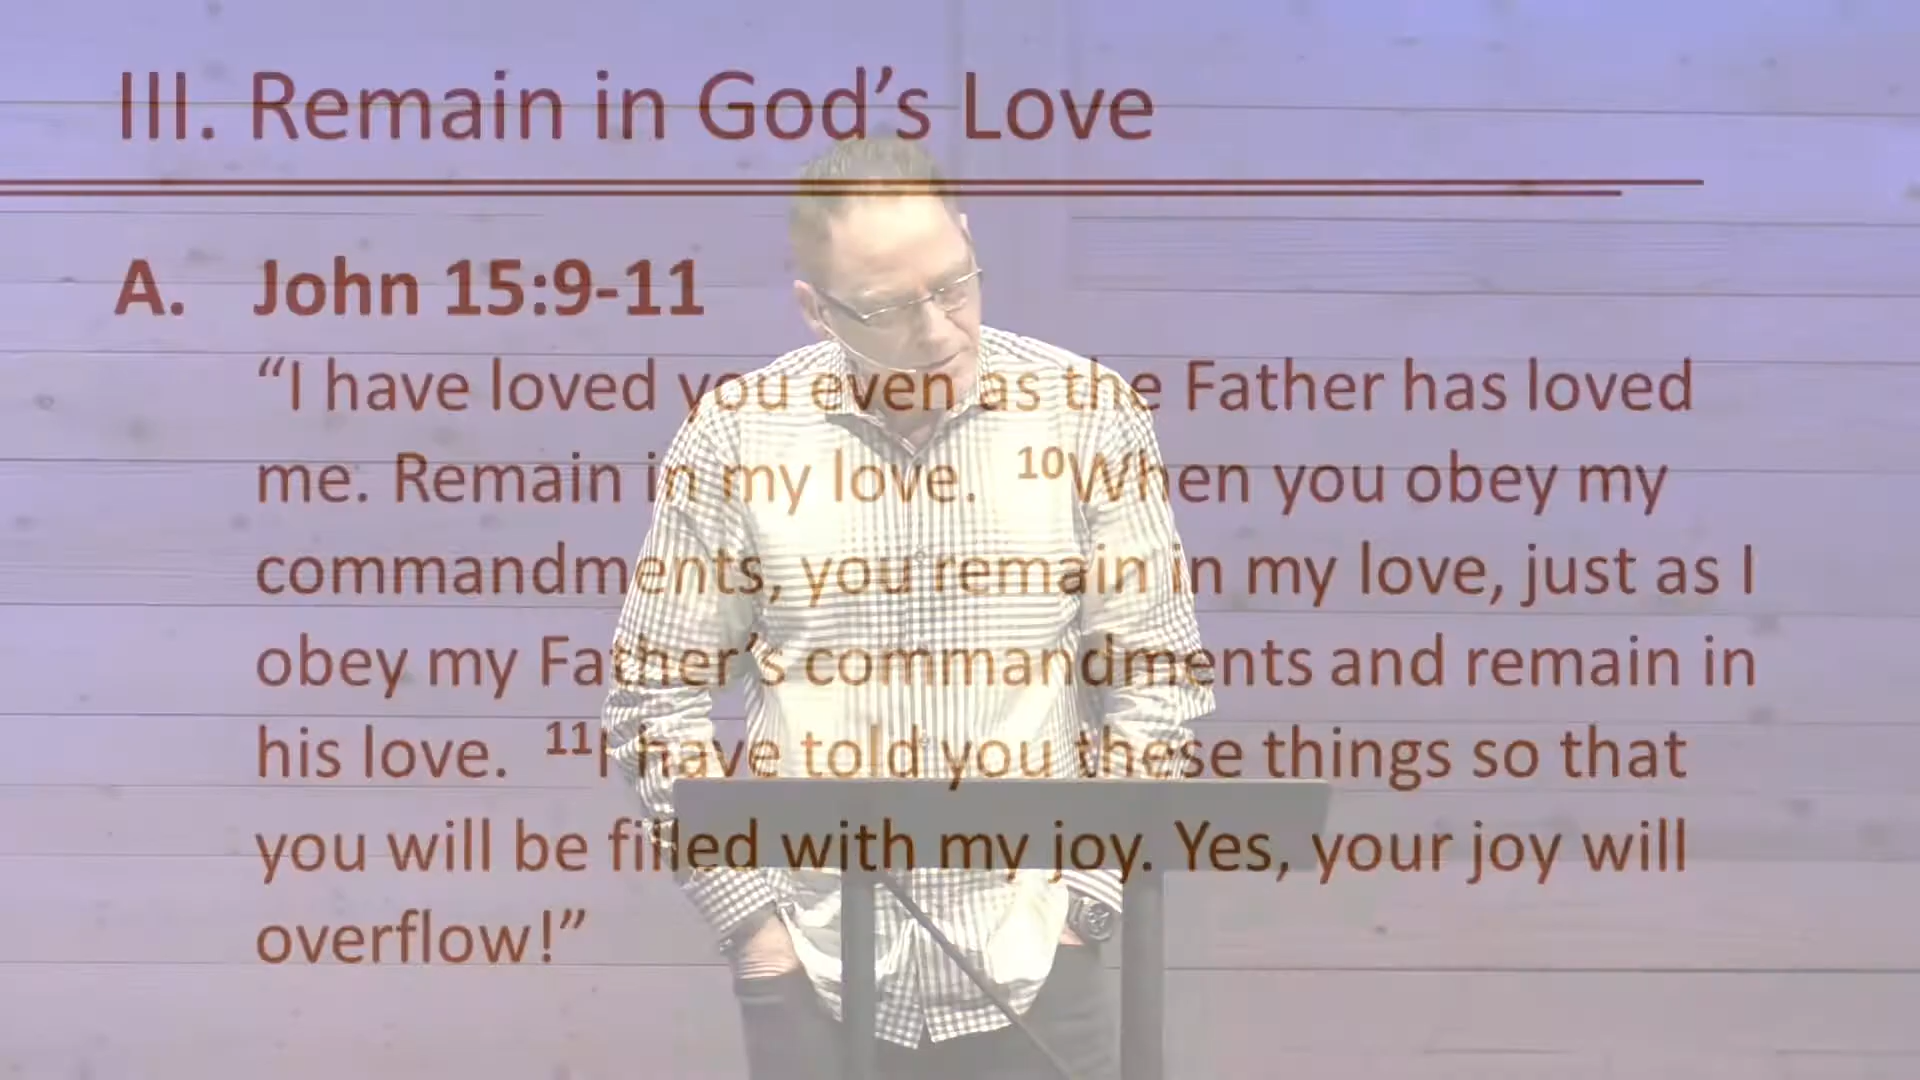 III. Remain in God’s Love
A. John 15:9-11
“I have loved you even as the Father has loved
me. Remain in my love. 10When you obey my
commandments, you remain in my love, just as I
obey my Father’s commandments and remain in
his love. 11I have told you these things so that
you will be filled with my joy. Yes, your joy will
overflow!”